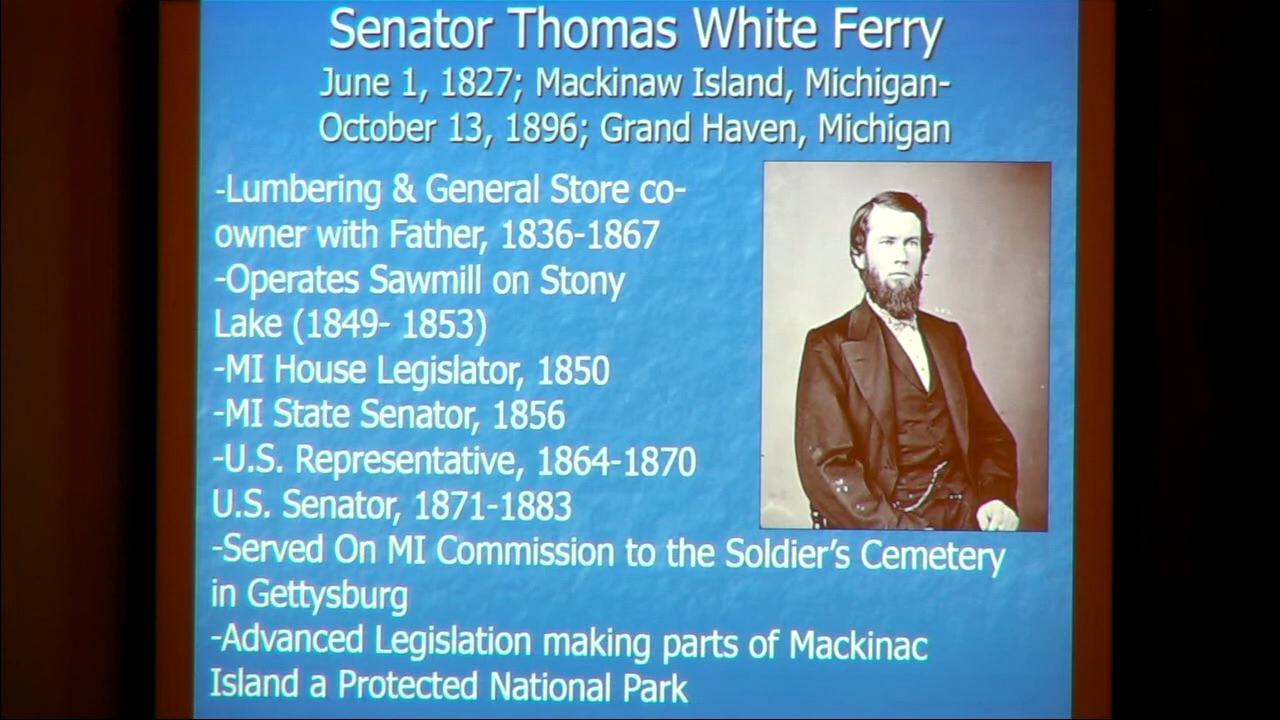 Senator Thomas White Ferry
June 1, 1827; Mackinaw Island, Michigan-
October 13, 1896; Grand Haven, Michigan
-Lumbering & General Store co-
owner with Father, 1836-1867
-Operates Sawmill on Stony
Lake (1849- 1853)
-MI House Legislator, 1850
-MI State Senator, 1856
-U.S. Representative, 1864-1870
U.S. Senator, 1871-1883
-Served On MI Commission to the Soldier's Cemetery
in Gettysburg
-Advanced Legislation making parts of Mackinac
Island a Protected National Park